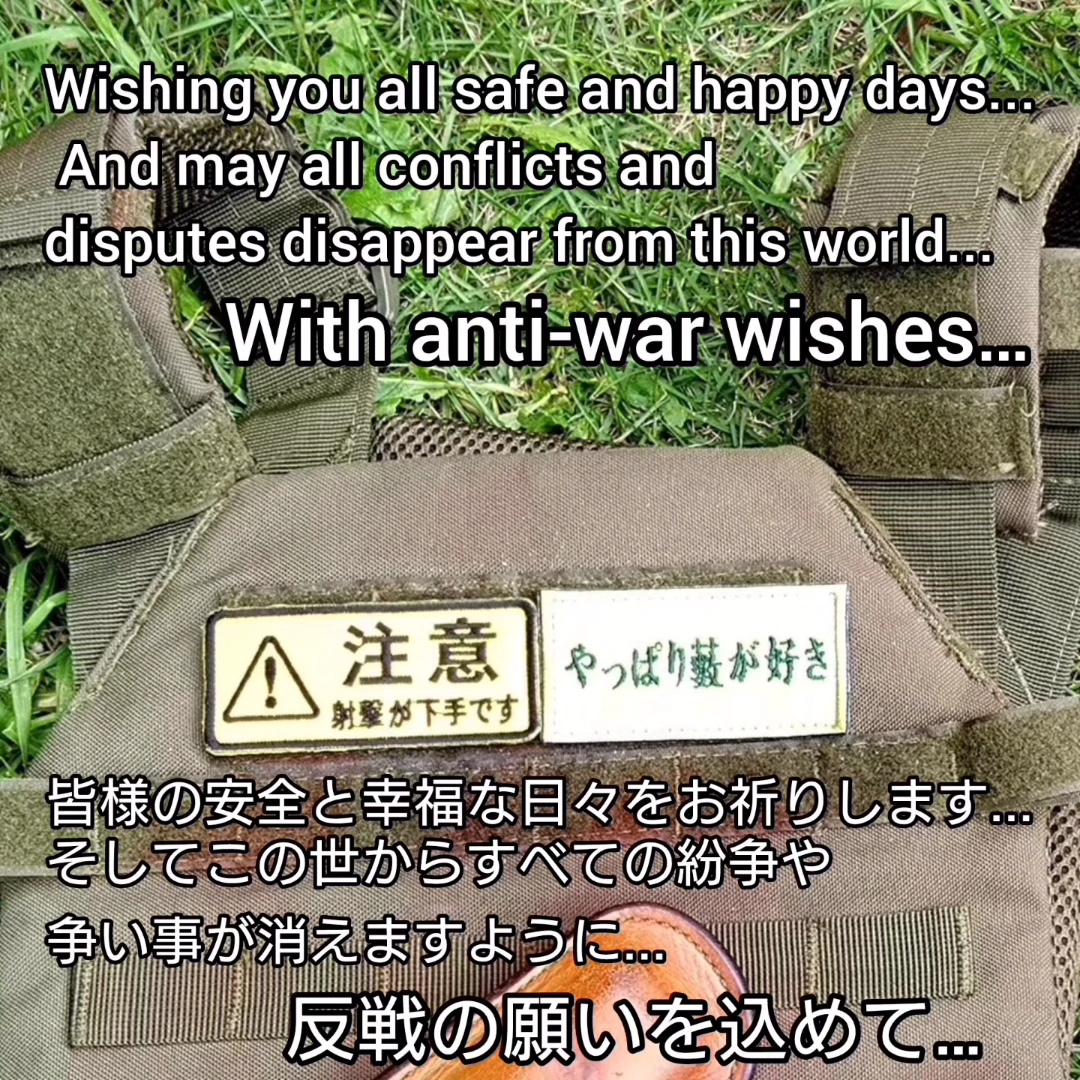 Wishing you all safe and happy days...
And may all conflicts and
disputes disappear from this world...
With anti-war wishes...
注意
射撃が下手です
やっぱり藪が好き
皆様の安全と幸福な日々をお祈りします...
そしてこの世からすべての紛争や
争い事が消えますように...
反戦の願いを込めて...